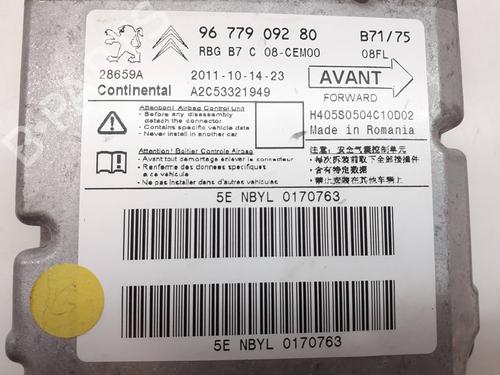 96 779 092 80
B71/75
RBG B7 C 08-CEM00
08FL
28659A
2011-10-14-23
AVANT
Continental
A2C53321949
FORWARD
H405S0504C10D02
Made in Romania
Attention! Airbag Control Unit
- Before any disassembly
detach the connector
- Contains specific vehicle data
- Never install in other cars
Attention! Boitier Controle Airbag
- Avant tout démontage enlever le connecteur
- Renferme des données spécifiques
a ce véhicule
- Ne pas installer dans d'autres véhicules
注意: 安全气囊控制单元
• 每次拆装前取下全部接插件
• 含有特定数据
• 禁止安装在其他车辆上
5E NBYL 0170763
5E NBYL 0170763